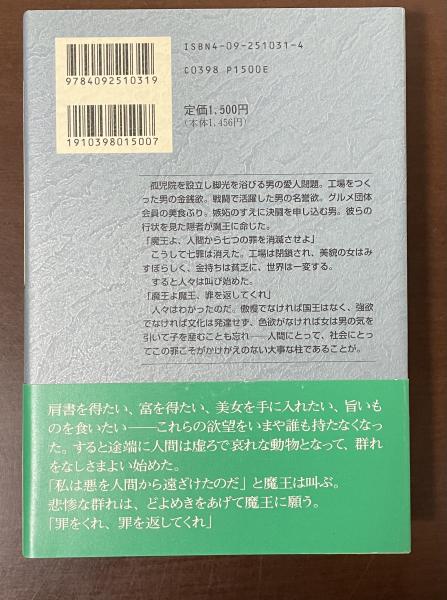 ISBN4-09-251031-4
C0398 P1500E
9784092510319
定価1,500円
(本体1,456円)
1910398015007
孤児院を設立し脚光を浴びる男の愛人問題。工場をつく
った男の金銭欲。戦闘で活躍した男の名誉欲。グルメ団体
会員の美食ぶり。嫉妬のすえに決闘を申し込む男。彼らの
行状を見た隠者が魔王に命じた。
「魔王よ、人間から七つの罪を消滅させよ」
こうして七罪は消えた。工場は閉鎖され、美貌の女はみ
すぼらしく、金持ちは貧乏に、世界は一変する。
すると人々は叫び始めた。
「魔王よ魔王、罪を返してくれ」
人々はわかったのだ。傲慢でなければ国王はなく、強欲
でなければ文化は発達せず、色欲がなければ女は男の気を
引いて子を産むことも忘れ——人間にとって、社会にとっ
てこの罪こそがかけがえのない大事な柱であることが。
肩書を得たい、富を得たい、美女を手に入れたい、旨いも
のを食いたい——これらの欲望をいまや誰も持たなくなっ
た。すると途端に人間は虚ろで哀れな動物となって、群れ
をなしさまよい始めた。
「私は悪を人間から遠ざけたのだ」と魔王は叫ぶ。
悲惨な群れは、どよめきをあげて魔王に願う。
「罪をくれ、罪を返してくれ」